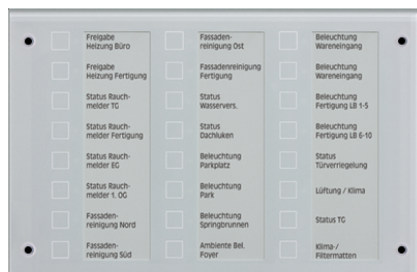 Freigabe
Heizung Büro
Freigabe
Heizung Fertigung
Status Rauch-
melder TG
Status Rauch-
melder Fertigung
Status Rauch-
melder EG
Status Rauch-
melder 1. OG
Fassaden-
reinigung Nord
Fassaden-
reinigung Süd
Fassaden-
reinigung Ost
Fassadenreinigung
Fertigung
Status
Wasservers.
Status
Dachluken
Beleuchtung
Parkplatz
Beleuchtung
Park
Beleuchtung
Springbrunnen
Ambiente Bel.
Foyer
Beleuchtung
Wareneingang
Beleuchtung
Wareneingang
Beleuchtung
Fertigung LB 1-5
Beleuchtung
Fertigung LB 6-10
Status
Türverriegelung
Lüftung / Klima
Status TG
Klima-/
Filtermatten